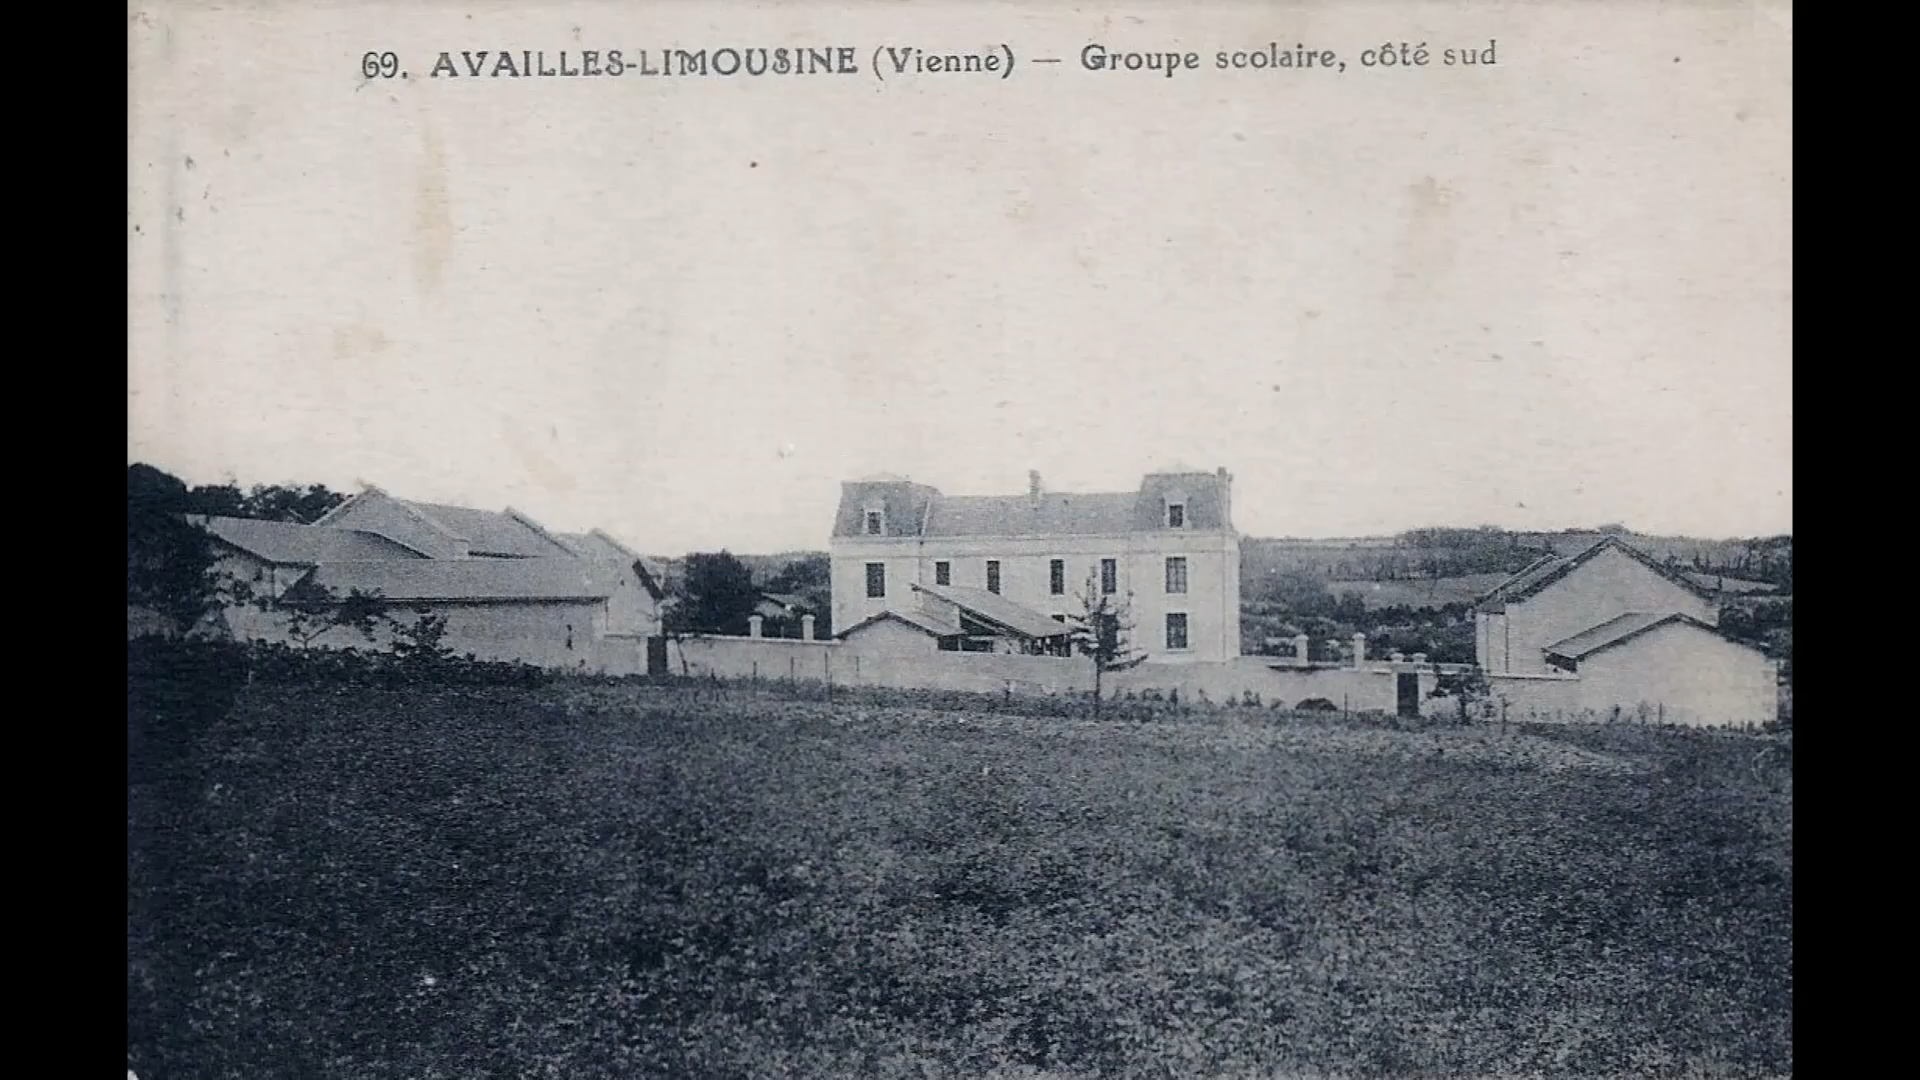 69. AVAILLES-LIMOUSINE (Vienne) — Groupe scolaire, côté sud